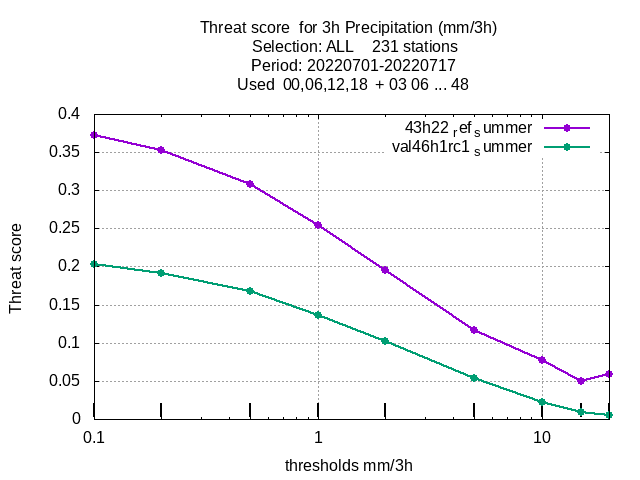 Threat score for 3h Precipitation (mm/3h)
Selection: ALL 231 stations
Period: 20220701-20220717
Used 00,06,12,18 + 03 06 ... 48
43h22 ref summer
val46h1rc1 summer
0.4
0.35
0.3
0.25
0.2
0.15
0.1
0.05
0
Threat score
0.1 1 10
thresholds mm/3h